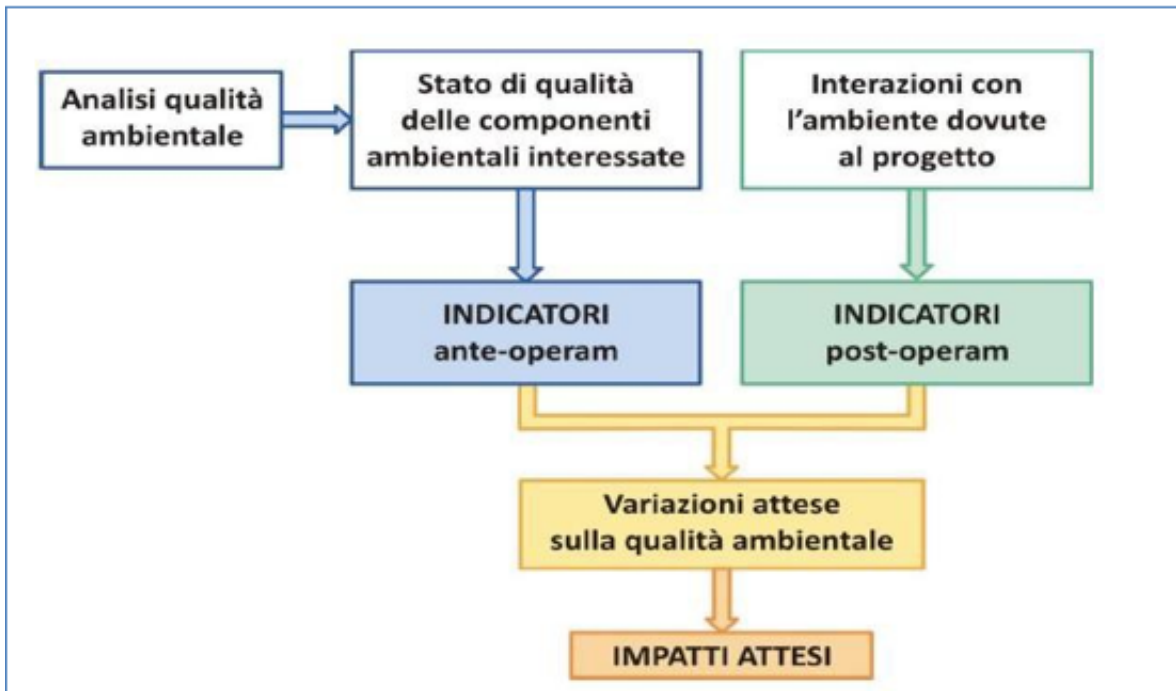 Analisi qualità
ambientale
Stato di qualità
delle componenti
ambientali interessate
Interazioni con
l'ambiente dovute
al progetto
INDICATORI
ante-operam
INDICATORI
post-operam
Variazioni attese
sulla qualità ambientale
IMPATTI ATTESI